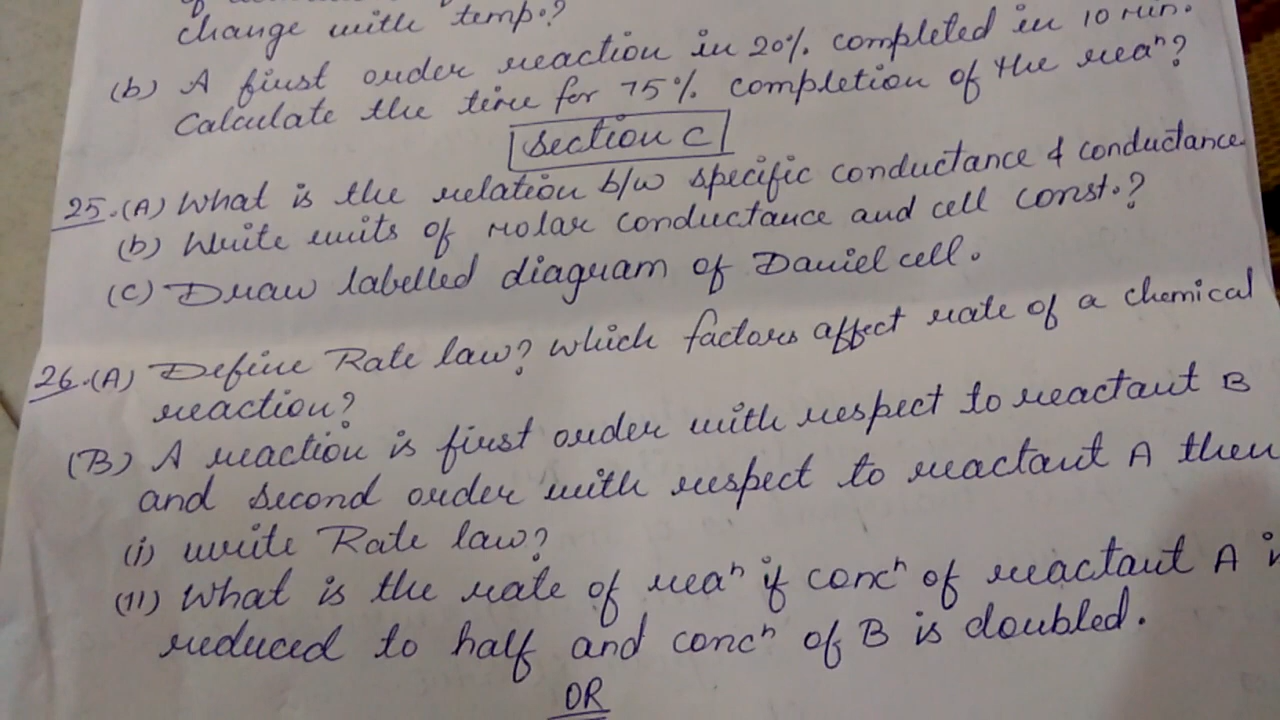 change with temp.?
(b) A first order reaction in 20% completed in 10 min.
Calculate the time for 75% completion of the reaⁿ?
Section C
25.(A) What is the relation b/w specific conductance & conductance
(b) Write units of Molar conductance and cell const.?
(C) Draw labelled diagram of Daniel cell.
26.(A) Define Rate law? which factors affect rate of a chemical
reaction?
(B) A reaction is first order with respect to reactant B
and second order with respect to reactant A then
(i) write Rate law?
(11) What is the rate of reaⁿ if concⁿ of reactant A
reduced to half and concⁿ of B is doubled.
OR